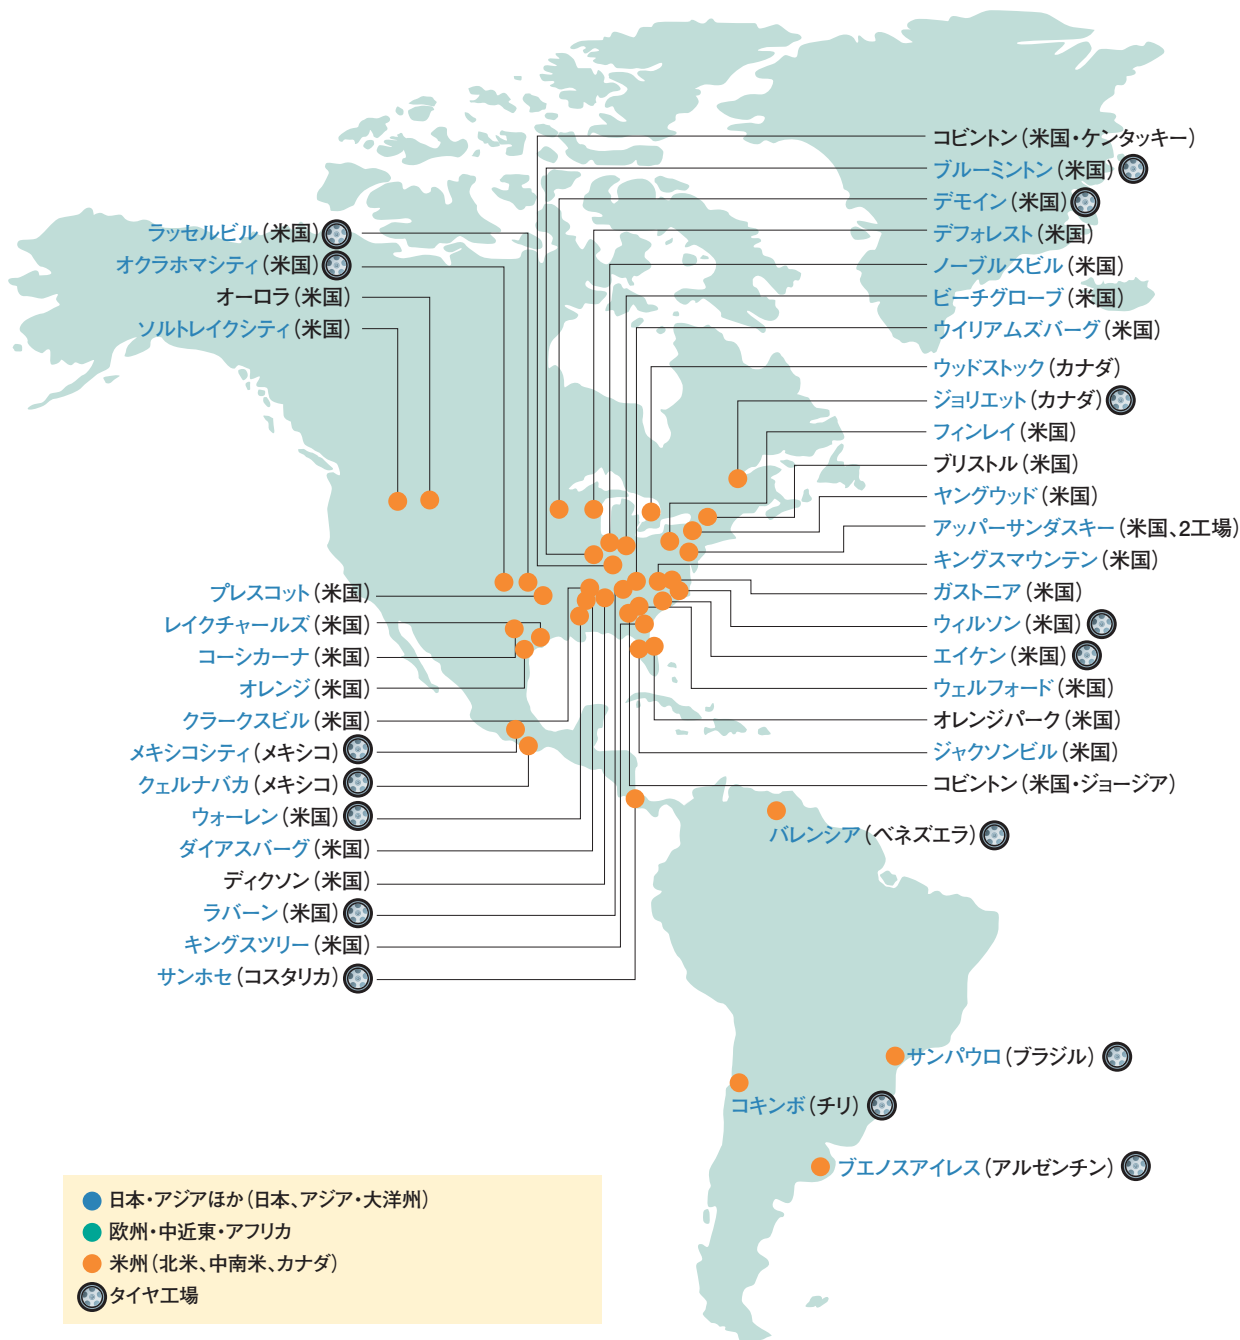 ラッセルビル(米国)
オクラホマシティ(米国)
オーロラ(米国)
ソルトレイクシティ(米国)
プレスコット(米国)
レイクチャールズ(米国)
コーシカーナ(米国)
オレンジ(米国)
クラークスビル(米国)
メキシコシティ(メキシコ)
クェルナバカ(メキシコ)
ウォーレン(米国)
ダイアスバーグ(米国)
ディクソン(米国)
ラバーン(米国)
キングスツリー(米国)
サンホセ(コスタリカ)
コビントン(米国・ケンタッキー)
ブルーミントン(米国)
デモイン(米国)
デフォレスト(米国)
ノーブルスビル(米国)
ビーチグローブ(米国)
ウイリアムズバーグ(米国)
ウッドストック(カナダ)
ジョリエット(カナダ)
フィンレイ(米国)
ブリストル(米国)
ヤングウッド(米国)
アッパーサンダスキー(米国、2工場)
キングスマウンテン(米国)
ガストニア(米国)
ウィルソン(米国)
エイケン(米国)
ウェルフォード(米国)
オレンジパーク(米国)
ジャクソンビル(米国)
コビントン(米国・ジョージア)
バレンシア(ベネズエラ)
サンパウロ(ブラジル)
コキンボ(チリ)
ブエノスアイレス(アルゼンチン)
日本・アジアほか(日本、アジア・大洋州)
欧州・中近東・アフリカ
米州(北米、中南米、カナダ)
タイヤ工場